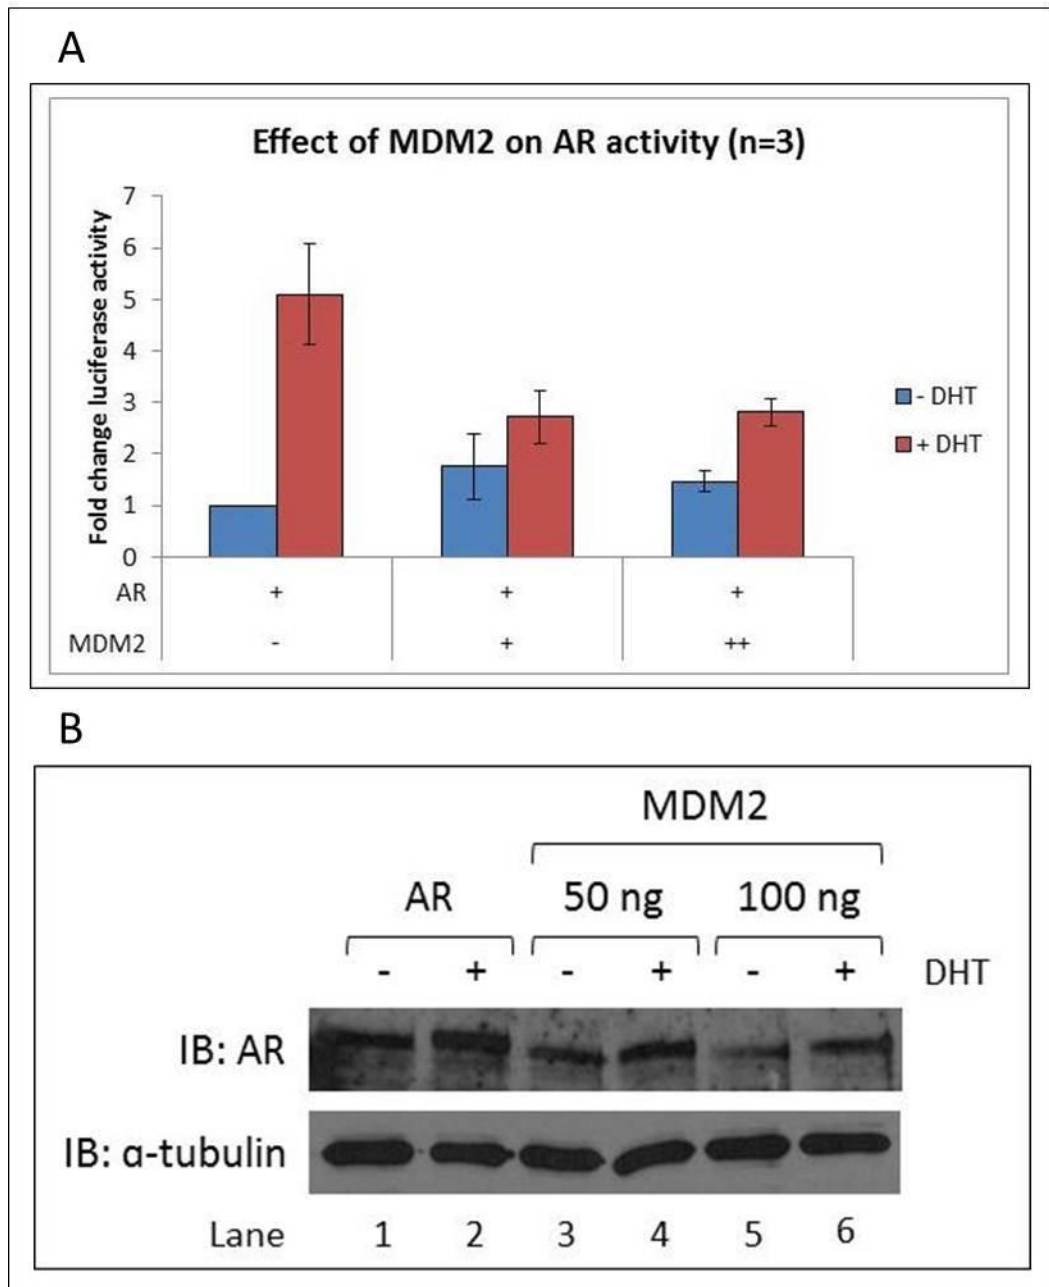 A
Effect of MDM2 on AR activity (n=3)
Fold change luciferase activity
7
6
5
4
3
2
1
0
- DHT
+ DHT
AR + + +
MDM2 - + ++
B
MDM2
AR 50 ng 100 ng
- + - + - + DHT
IB: AR
IB: α-tubulin
Lane 1 2 3 4 5 6